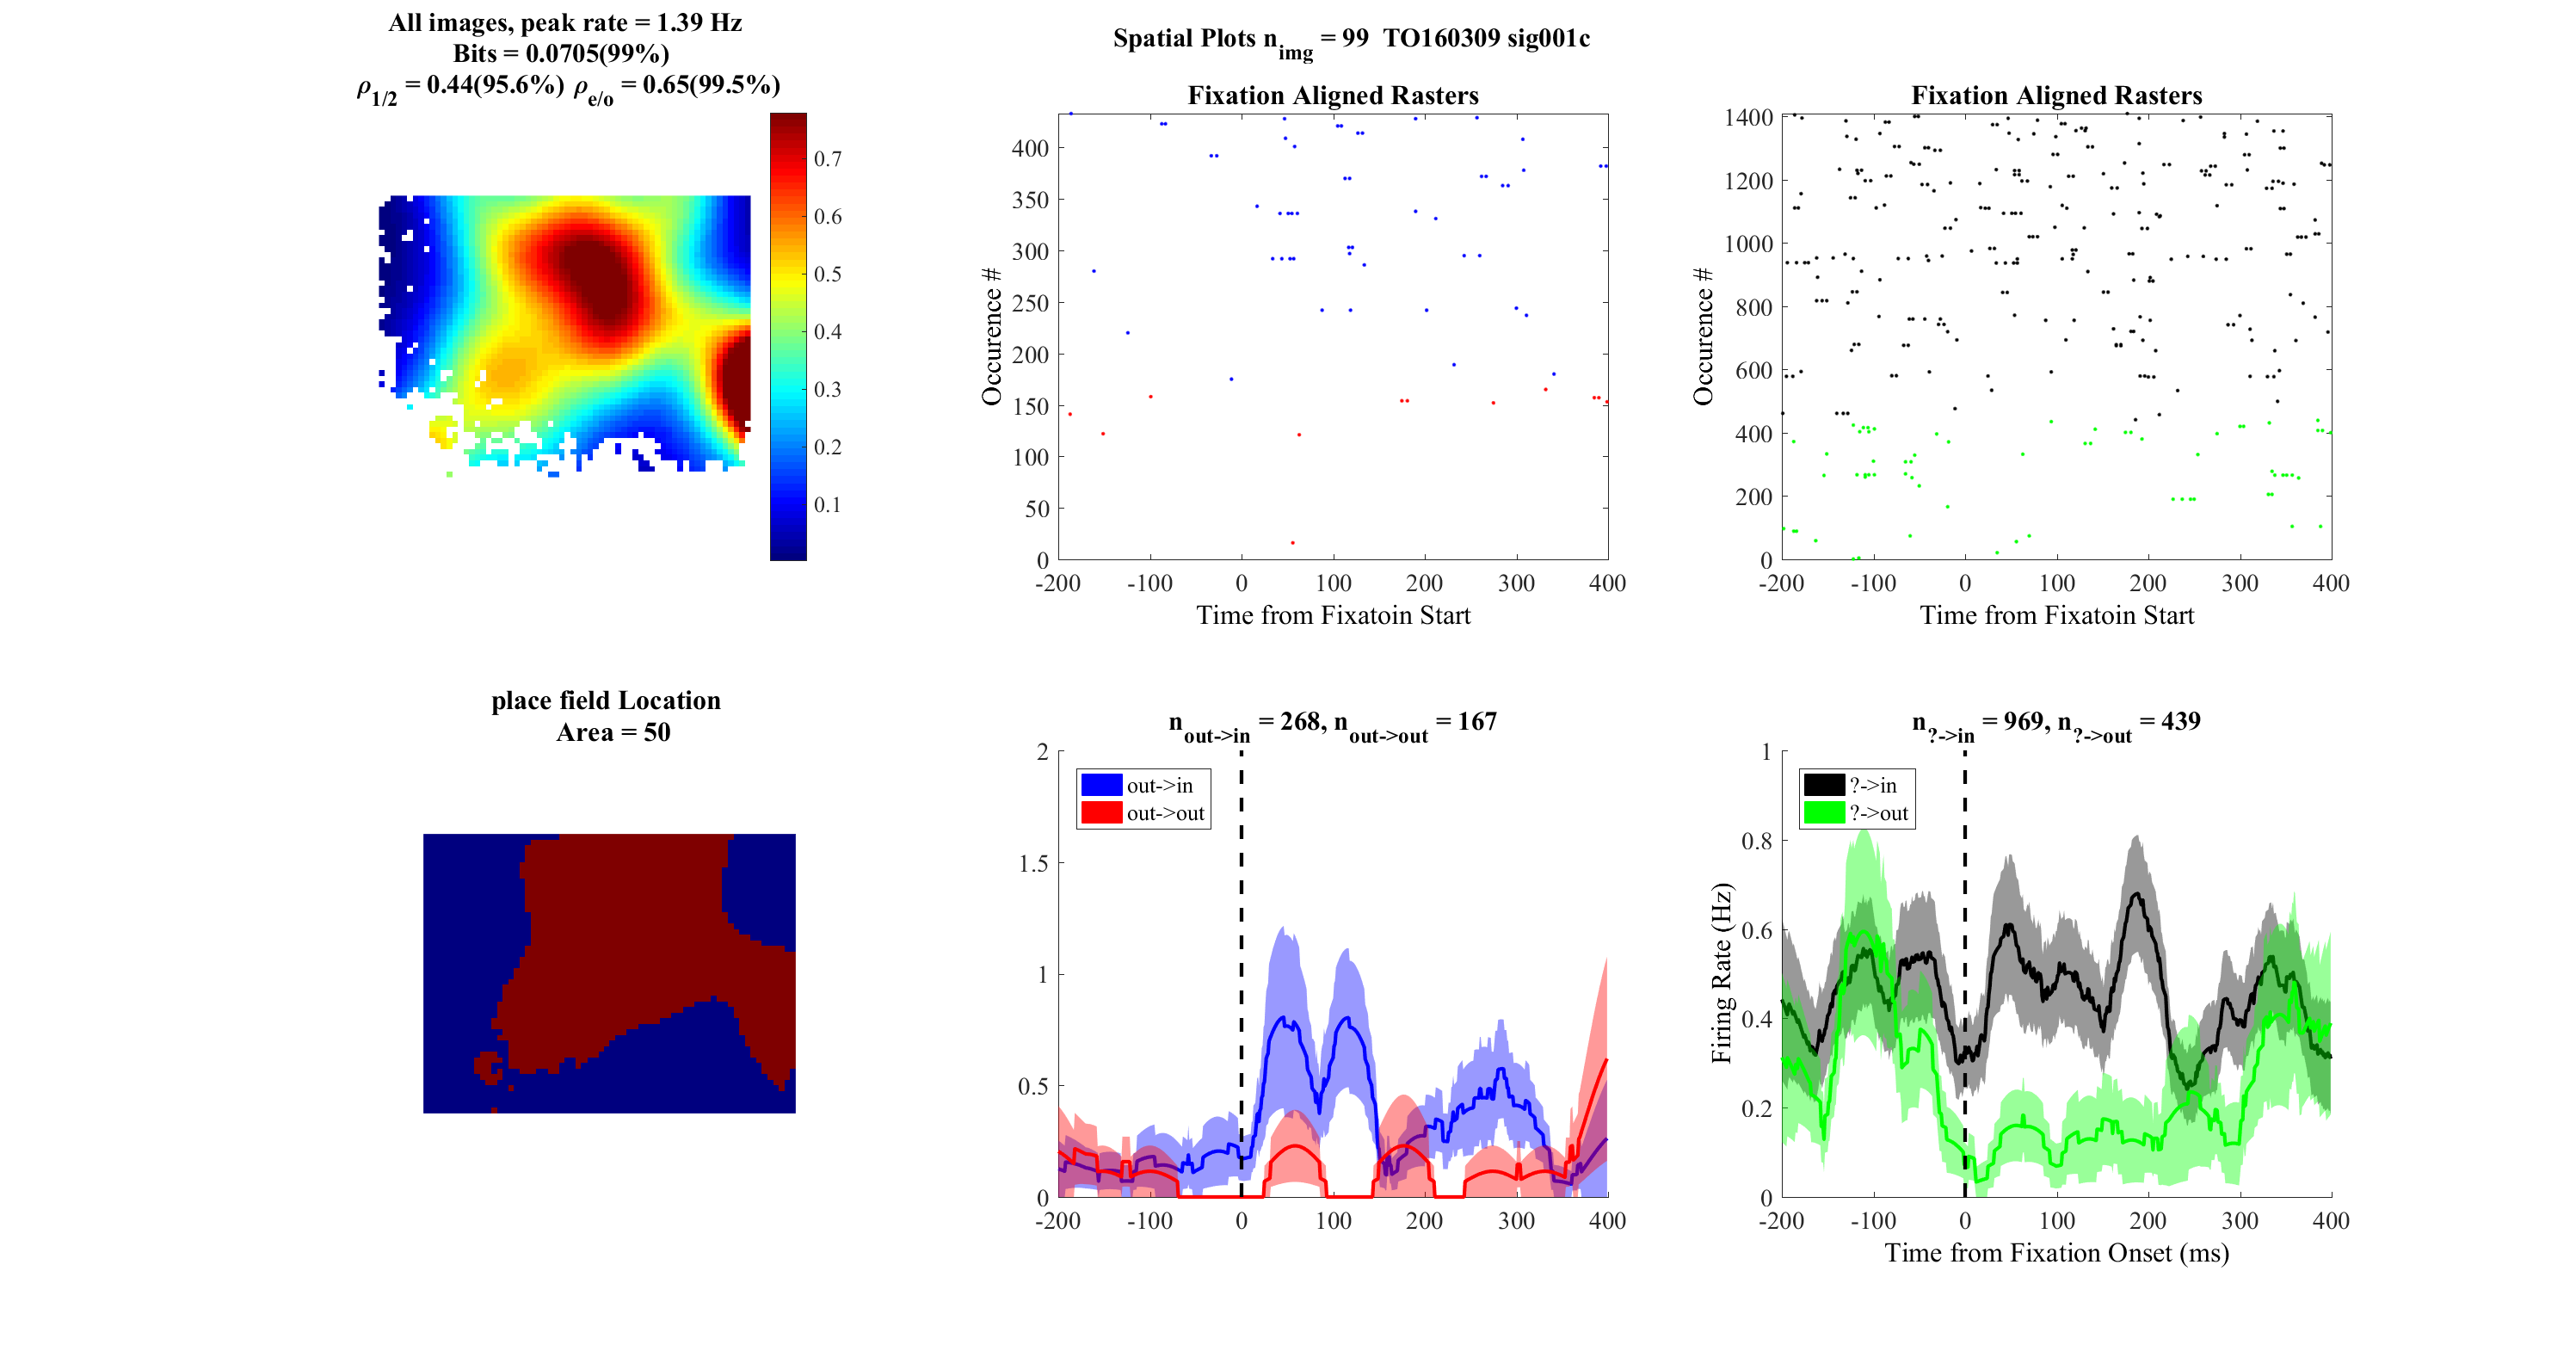 All images, peak rate = 1.39 Hz
Bits = 0.0705(99%)
ρ1/2 = 0.44(95.6%) ρe/o = 0.65(99.5%)
0.7
0.6
0.5
0.4
0.3
0.2
0.1
Spatial Plots nimg = 99 TO160309 sig001c
Fixation Aligned Rasters
Occurence #
400
350
300
250
200
150
100
50
0
-200 -100 0 100 200 300 400
Time from Fixatoin Start
Fixation Aligned Rasters
Occurence #
1400
1200
1000
800
600
400
200
0
-200 -100 0 100 200 300 400
Time from Fixatoin Start
place field Location
Area = 50
nout->in = 268, nout->out = 167
2
1.5
1
0.5
0
out->in
out->out
-200 -100 0 100 200 300 400
n?->in = 969, n?->out = 439
Firing Rate (Hz)
1
0.8
0.6
0.4
0.2
0
?->in
?->out
-200 -100 0 100 200 300 400
Time from Fixation Onset (ms)